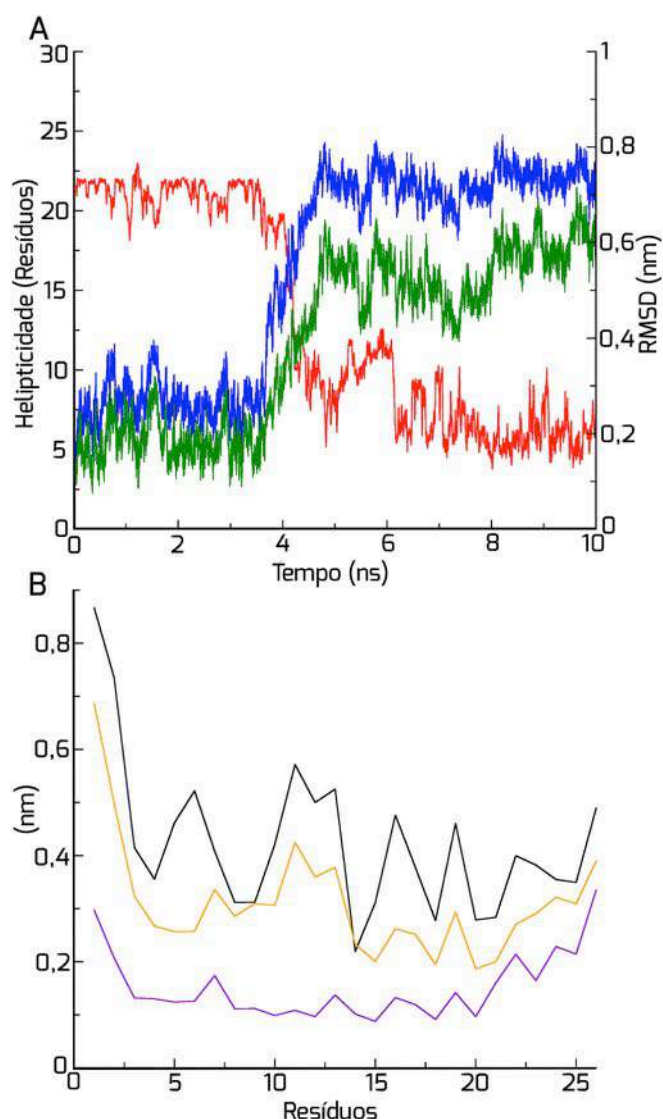 A
30
25
20
15
10
5
0
Helipticidade (Resíduos)
1
0,8
0,6
0,4
0,2
0
RMSD (nm)
0 2 4 6 8 10
Tempo (ns)
B
0,8
0,6
0,4
0,2
0
(nm)
0 5 10 15 20 25
Resíduos